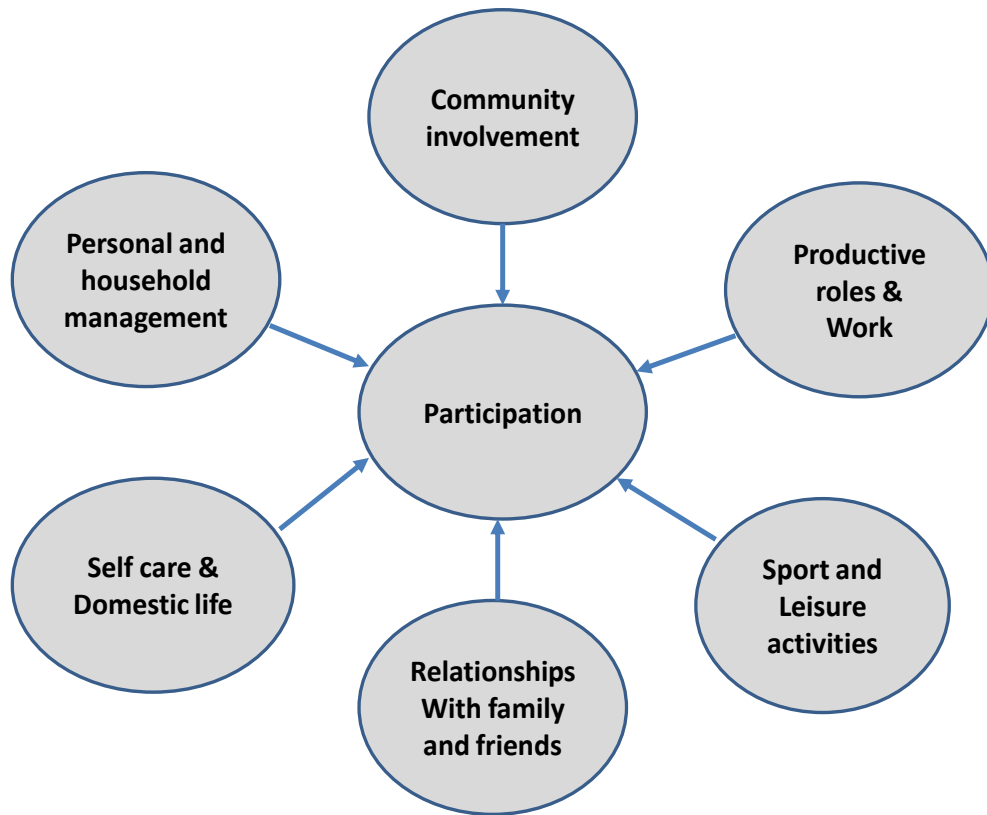 Community
involvement
Personal and
household
management
Productive
roles &
Work
Participation
Self care &
Domestic life
Sport and
Leisure
activities
Relationships
With family
and friends